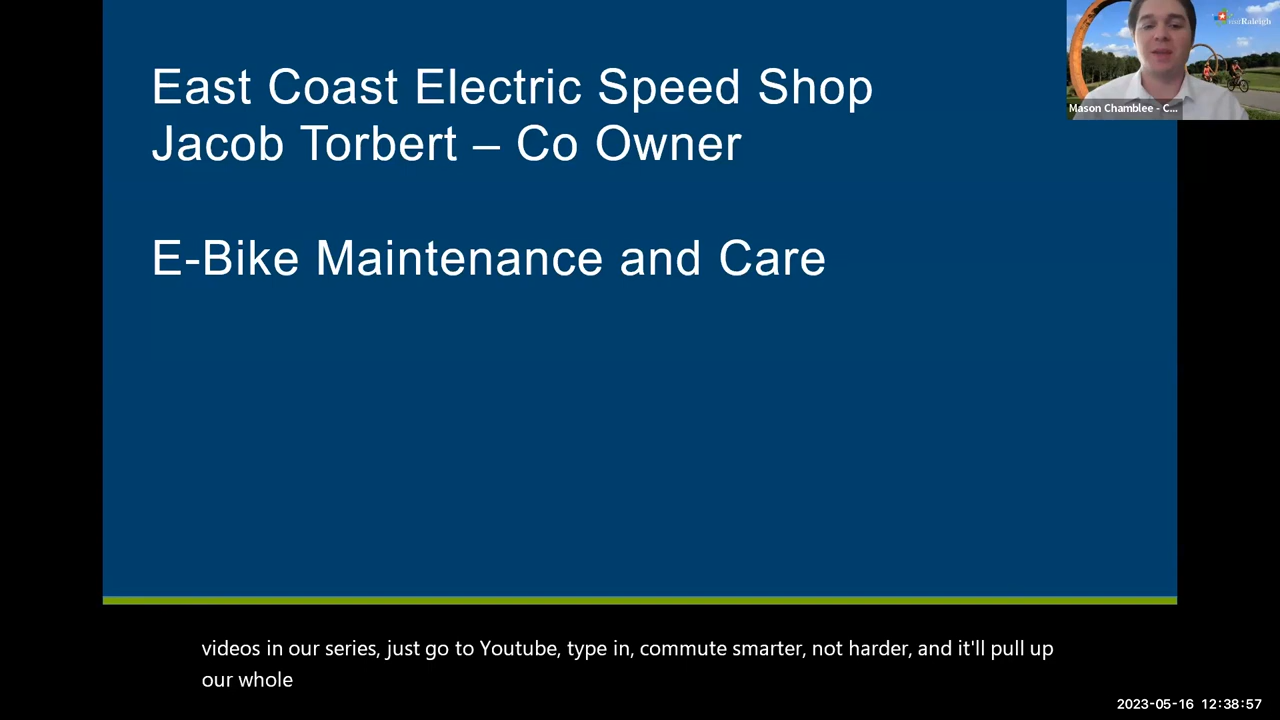 East Coast Electric Speed Shop
Jacob Torbert – Co Owner
E-Bike Maintenance and Care
Raleigh
Mason Chamblee - C...
videos in our series, just go to Youtube, type in, commute smarter, not harder, and it'll pull up
our whole
2023-05-16 12:38:57